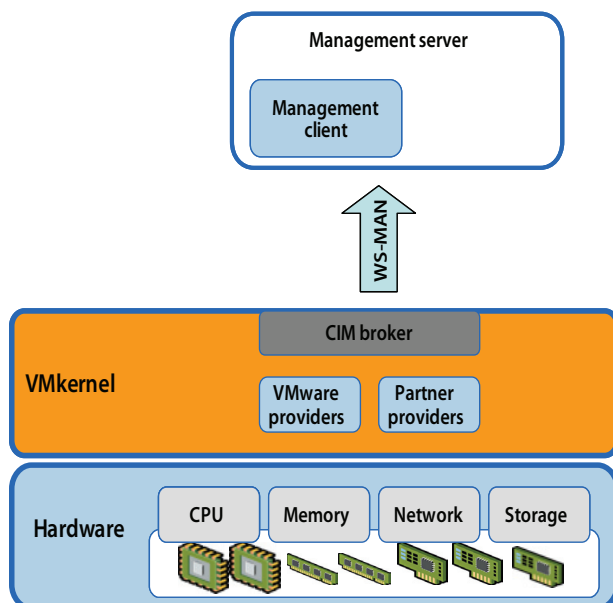 Management server
Management
client
WS-MAN
CIM broker
VMkernel
VMware
providers
Partner
providers
Hardware
CPU
Memory
Network
Storage